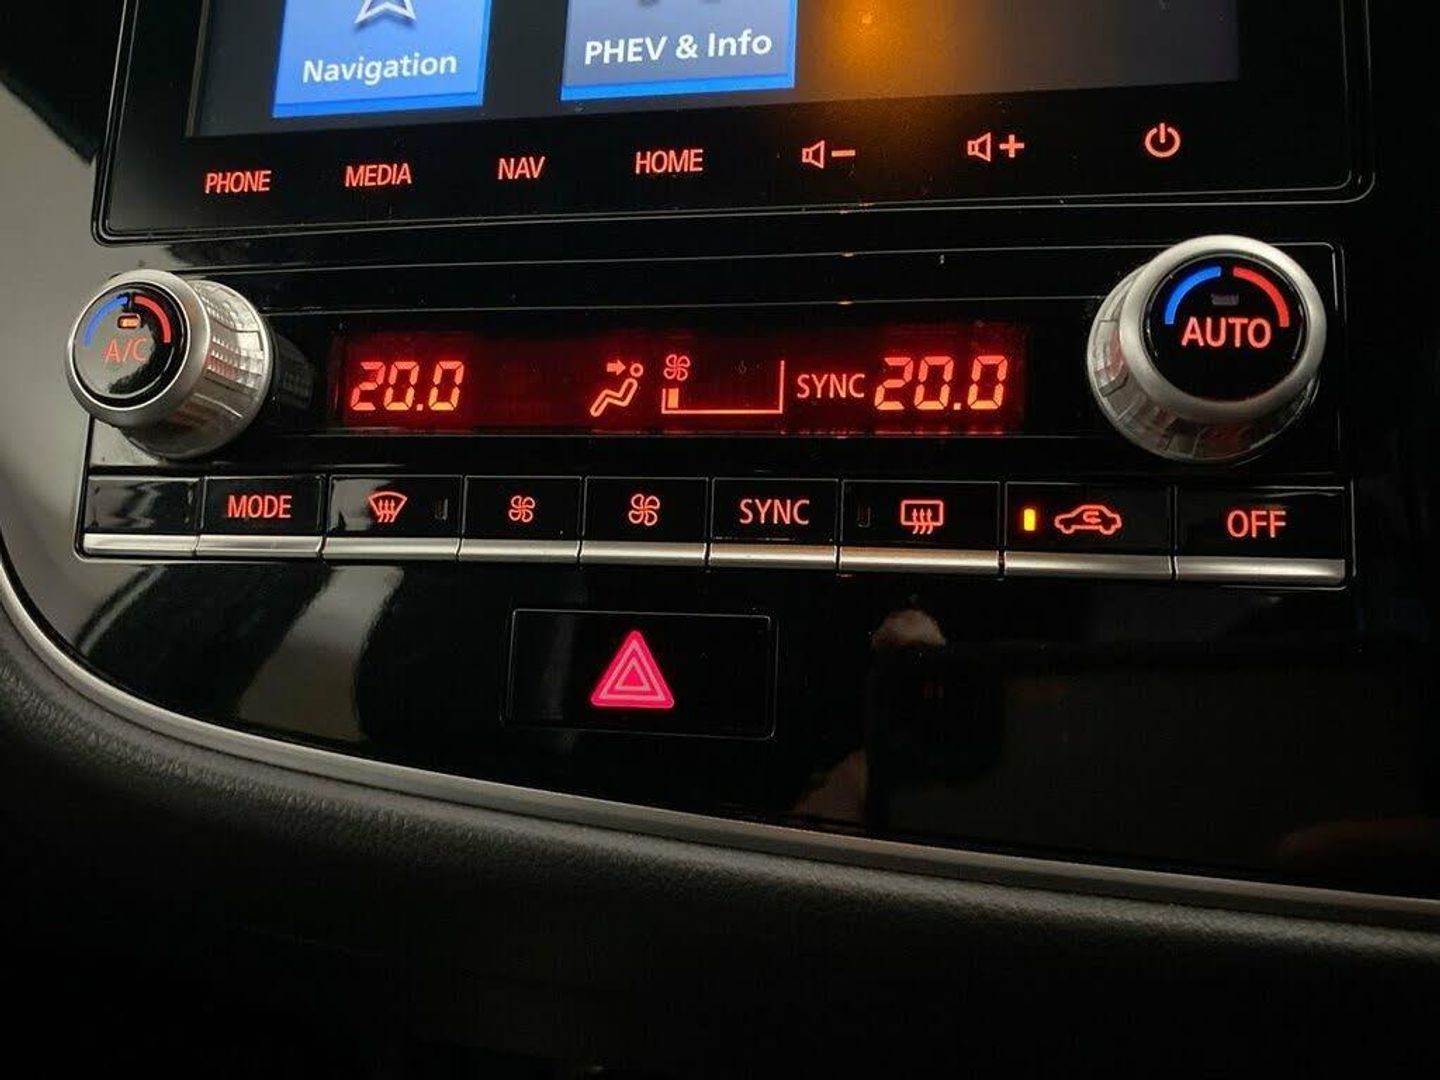 Navigation
PHEV & Info
PHONE MEDIA NAV HOME
A/C
20.0 SYNC 20.0
AUTO
MODE SYNC OFF